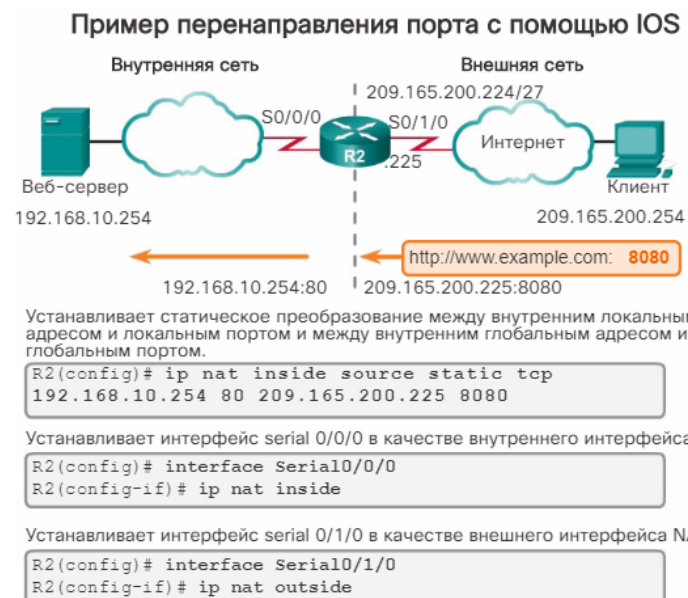 Пример перенаправления порта с помощью IOS
Внутренняя сеть
Внешняя сеть
209.165.200.224/27
S0/0/0
S0/1/0
Интернет
R2
.225
Веб-сервер
Клиент
192.168.10.254
209.165.200.254
http://www.example.com: 8080
192.168.10.254:80
209.165.200.225:8080
Устанавливает статическое преобразование между внутренним локальным
адресом и локальным портом и между внутренним глобальным адресом и
глобальным портом.
R2(config)# ip nat inside source static tcp
192.168.10.254 80 209.165.200.225 8080
Устанавливает интерфейс serial 0/0/0 в качестве внутреннего интерфейса
R2(config)# interface Serial0/0/0
R2(config-if)# ip nat inside
Устанавливает интерфейс serial 0/1/0 в качестве внешнего интерфейса
R2(config)# interface Serial0/1/0
R2(config-if)# ip nat outside